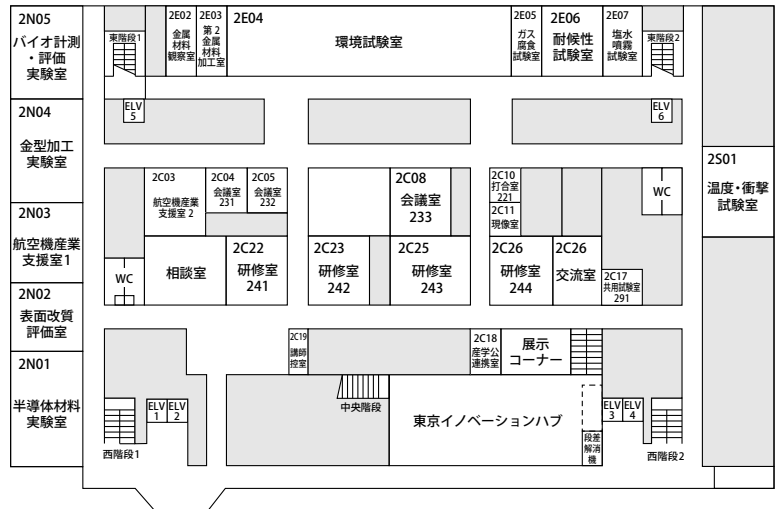 2N05
バイオ計測
・評価
実験室
2N04
金型加工
実験室
2N03
航空機産業
支援室1
2N02
表面改質
評価室
2N01
半導体材料
実験室
東階段1
2E02
金属
材料
観察室
2E03
第2
金属
材料
加工室
2E04
環境試験室
2E05
ガス
腐食
試験室
2E06
耐候性
試験室
2E07
塩水
噴霧
試験室
東階段2
ELV
5
ELV
6
2S01
温度・衝撃
試験室
2C03
航空機産業
支援室2
2C04
会議室
231
2C05
会議室
232
2C08
会議室
233
2C10
打合室
221
2C11
現像室
WC
WC
相談室
2C22
研修室
241
2C23
研修室
242
2C25
研修室
243
2C26
研修室
244
2C26
交流室
2C17
共用試験室
291
2C19
講師
控室
2C18
産学公
連携室
展示
コーナー
中央階段
東京イノベーションハブ
段差
解消
機
ELV
1
ELV
2
ELV
3
ELV
4
西階段1
西階段2